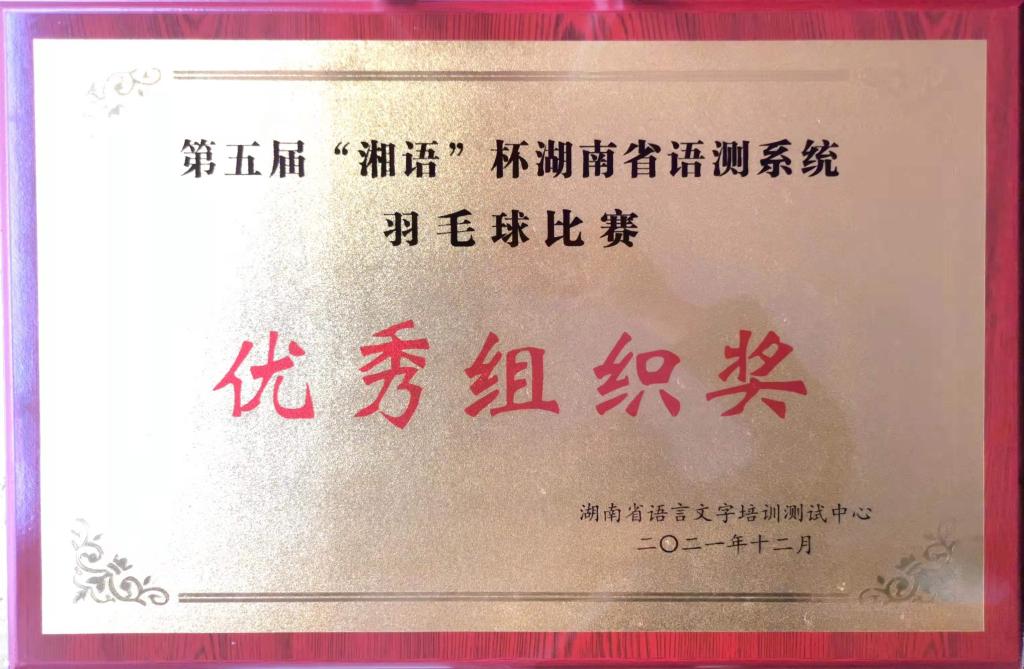 第五届“湘语”杯湖南省语测系统
羽毛球比赛
优秀组织奖
湖南省语言文字培训测试中心
二〇二一年十二月